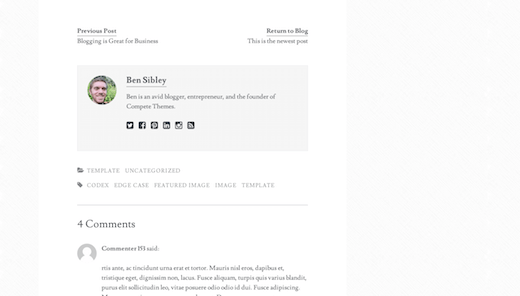 Previous Post
Return to Blog
Blogging is Great for Business
This is the newest post
Ben Sibley
Ben is an avid blogger, entrepreneur, and the founder of
Compete Themes.
TEMPLATE UNCATEGORIZED
CODEX EDGE CASE FEATURED IMAGE IMAGE TEMPLATE
4 Comments
Commenter 151 said:
rtis ante, ac tincidunt urna erat et tortor. Mauris nisl eros, dapibus et,
tristique eget, dignissim non, lacus. Fusce aliquam, turpis quis varius blandit,
purus elit sollicitudin leo, vitae posuere odio odio id dui. Fusce adipiscing.